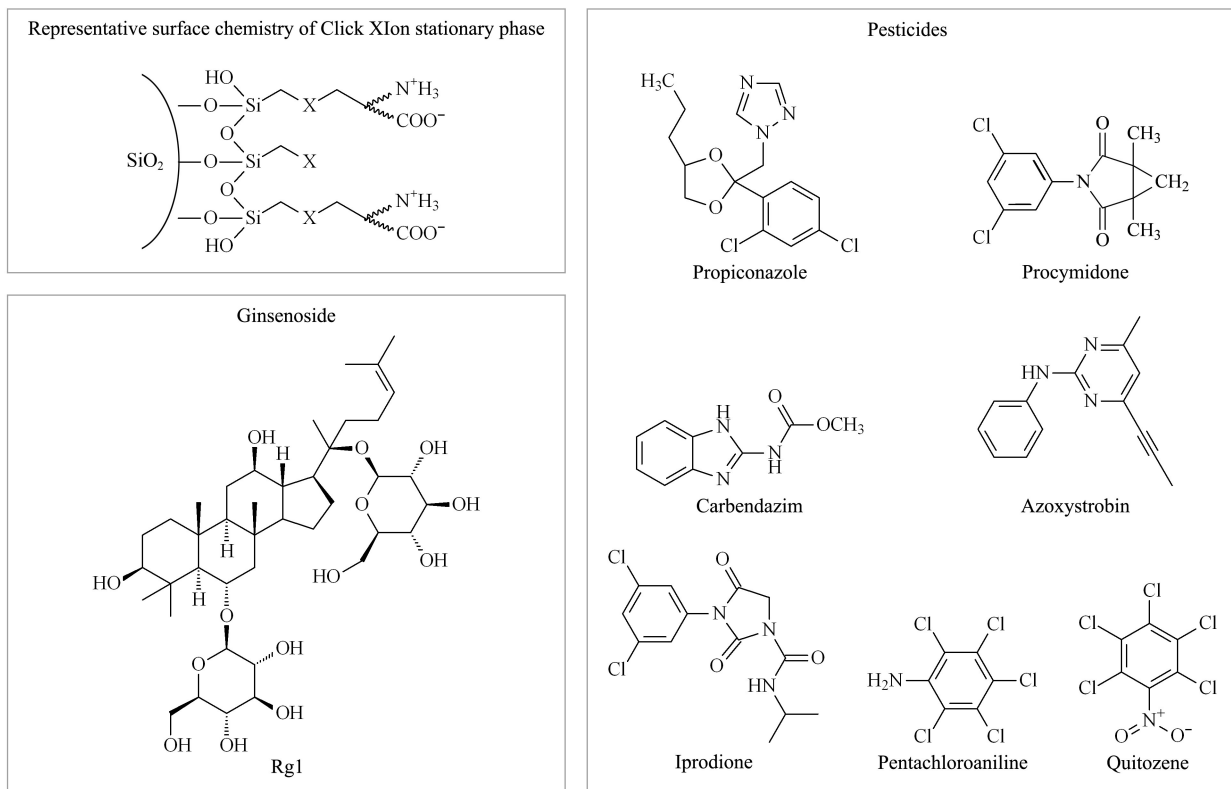 Representative surface chemistry of Click XIon stationary phase
HO
N⁺H₃
O Si X
COO⁻
O
SiO₂ O Si X
O
N⁺H₃
O Si X
COO⁻
HO
Ginsenoside
OH H
O
OH
O
OH
H
HO
H
HO
OH
O
O
OH
OH
OH
OH
Rg1
Pesticides
H₃C
N
N
N
O
O
Cl
Cl
Propiconazole
Cl
O
CH₃
N
CH₂
Cl
O
CH₃
Procymidone
H
N
O
OCH₃
N
N
H
Carbendazim
N
HN
N
Azoxystrobin
Cl
O
N
N
Cl
O
O
HN
Iprodione
Cl Cl
H₂N Cl
Cl Cl
Pentachloroaniline
Cl
Cl Cl
Cl Cl
N⁺
O O⁻
Quitozene